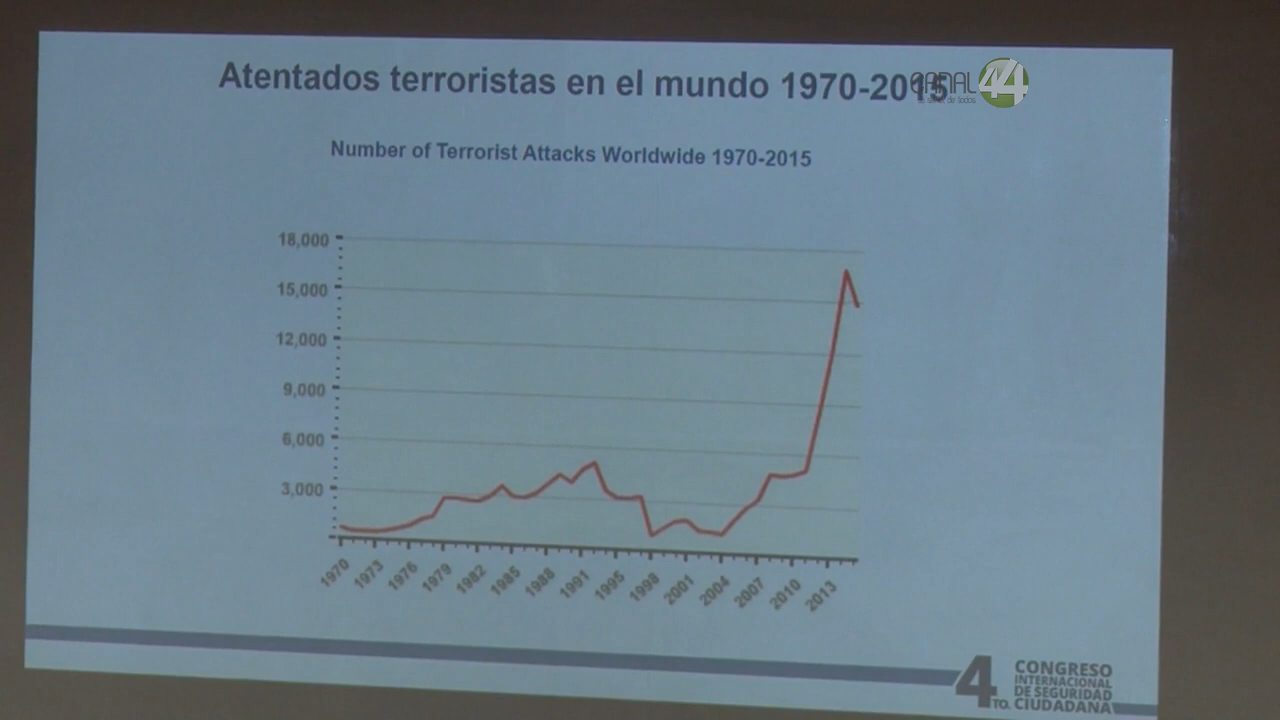 Atentados terroristas en el mundo 1970-2015
CANAL 44
Number of Terrorist Attacks Worldwide 1970-2015
18,000
15,000
12,000
9,000
6,000
3,000
1970 1973 1976 1979 1982 1985 1988 1991 1995 1998 2001 2004 2007 2010 2013
4TO. CONGRESO
INTERNACIONAL
DE SEGURIDAD
CIUDADANA